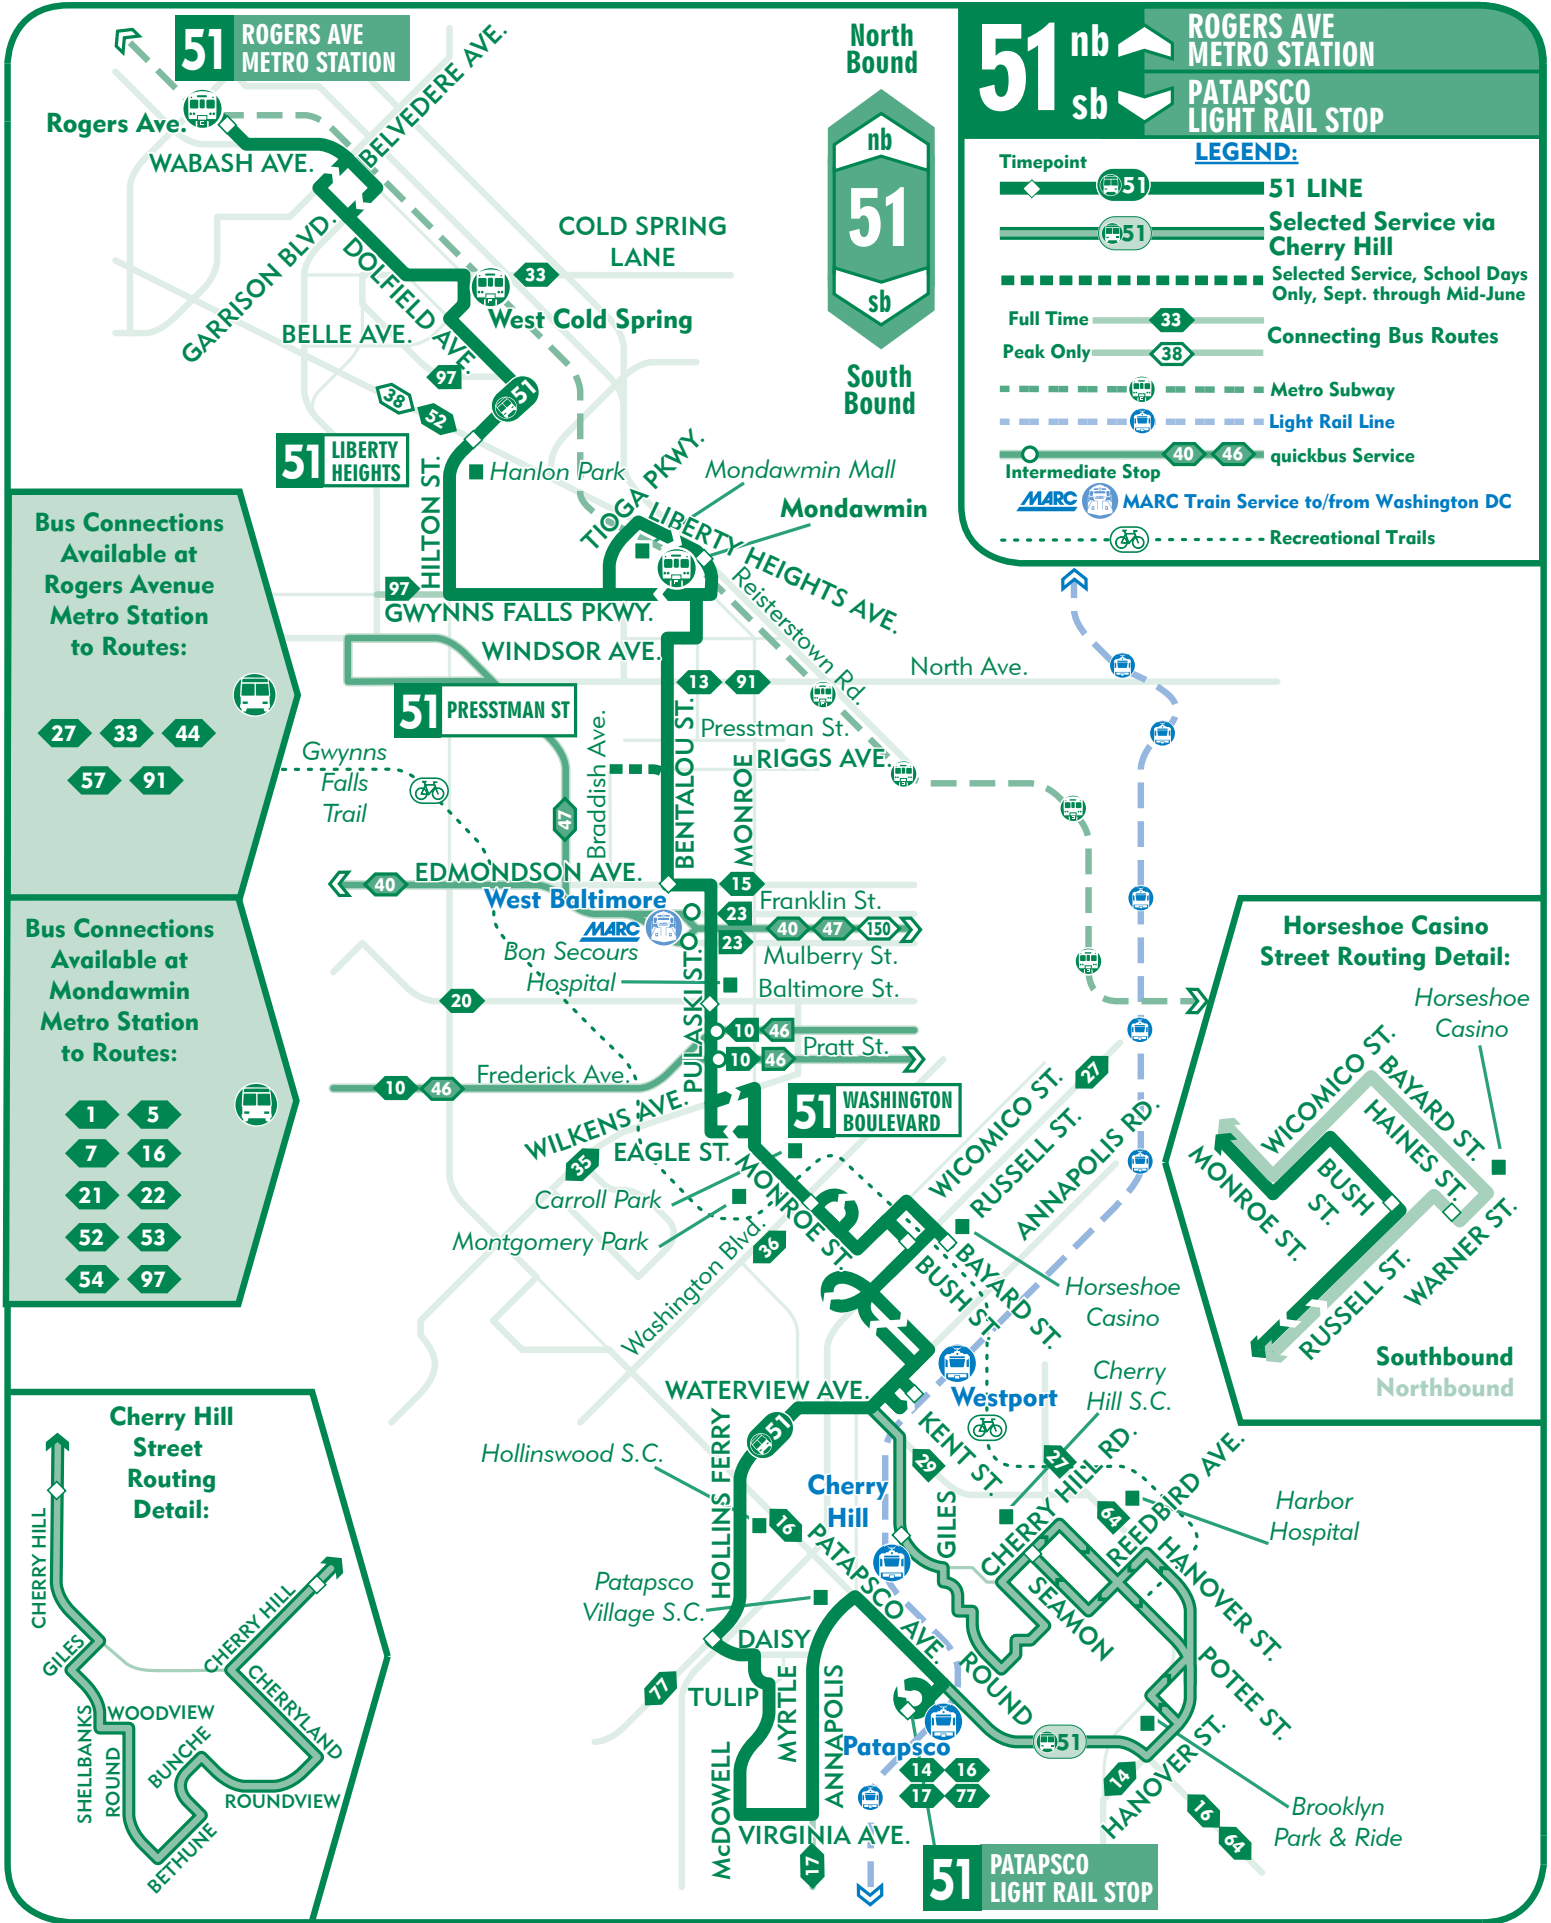 51
ROGERS AVE
METRO STATION
North
Bound
nb
51
sb
South
Bound
51
nb
sb
ROGERS AVE
METRO STATION
PATAPSCO
LIGHT RAIL STOP
LEGEND:
Timepoint
51
51 LINE
51
Selected Service via
Cherry Hill
Selected Service, School Days
Only, Sept. through Mid-June
Full Time
33
Peak Only
38
Connecting Bus Routes
Metro Subway
Light Rail Line
Intermediate Stop
40
46
quickbus Service
MARC
MARC Train Service to/from Washington DC
Recreational Trails
Rogers Ave.
WABASH AVE.
BELVEDERE AVE.
GARRISON BLVD.
DOLFIELD AVE.
COLD SPRING
LANE
33
West Cold Spring
BELLE AVE.
97
38
52
51
51
LIBERTY
HEIGHTS
Hanlon Park
HILTON ST.
TIOGA PKWY.
Mondawmin Mall
Mondawmin
LIBERTY HEIGHTS AVE.
Reisterstown Rd.
97
GWYNNS FALLS PKWY.
WINDSOR AVE.
13
91
North Ave.
51
PRESSTMAN ST
Presstman St.
RIGGS AVE.
Braddish Ave.
BENTALOU ST.
MONROE
Gwynns
Falls
Trail
47
40
EDMONDSON AVE.
15
West Baltimore
MARC
23
Franklin St.
40
47
150
23
Mulberry St.
Bon Secours
Hospital
Baltimore St.
20
PULASKI ST.
10
46
10
46
Pratt St.
Frederick Ave.
10
46
WILKENS AVE.
35
EAGLE ST.
51
WASHINGTON
BOULEVARD
27
WICOMICO ST.
RUSSELL ST.
ANNAPOLIS RD.
Carroll Park
Montgomery Park
MONROE ST.
Washington Blvd.
36
BUSH ST.
BAYARD ST.
Horseshoe
Casino
Westport
WATERVIEW AVE.
51
HOLLINS FERRY
Hollinswood S.C.
16
PATAPSCO AVE.
Cherry
Hill
29
KENT ST.
GILES
Cherry
Hill S.C.
27
CHERRY HILL RD.
64
REEDBIRD AVE.
Harbor
Hospital
HANOVER ST.
SEAMON
POTEE ST.
ROUND
51
Patapsco
Village S.C.
DAISY
77
TULIP
MYRTLE
ANNAPOLIS
McDOWELL
VIRGINIA AVE.
17
Patapsco
14
16
17
77
51
PATAPSCO
LIGHT RAIL STOP
14
HANOVER ST.
16
64
Brooklyn
Park & Ride
Bus Connections
Available at
Rogers Avenue
Metro Station
to Routes:
27
33
44
57
91
Bus Connections
Available at
Mondawmin
Metro Station
to Routes:
1
5
7
16
21
22
52
53
54
97
Horseshoe Casino
Street Routing Detail:
Horseshoe
Casino
WICOMICO ST.
BAYARD ST.
HAINES ST.
MONROE ST.
BUSH
ST.
RUSSELL ST.
WARNER ST.
Southbound
Northbound
Cherry Hill
Street
Routing
Detail:
CHERRY HILL
GILES
CHERRY HILL
CHERRYLAND
WOODVIEW
SHELLBANKS
ROUND
BUNCHE
ROUNDVIEW
BETHUNE